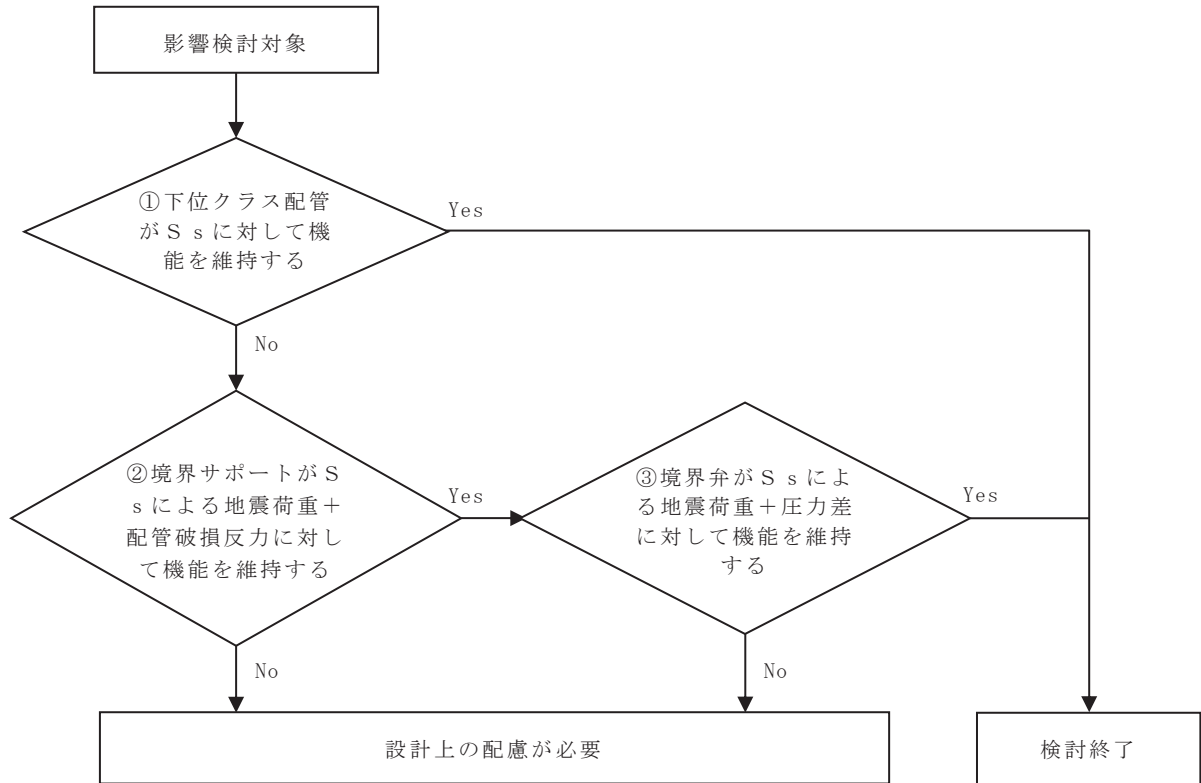 影響検討対象
①下位クラス配管
がＳｓに対して機
能を維持する
Yes
No
②境界サポートがＳ
ｓによる地震荷重＋
配管破損反力に対し
て機能を維持する
Yes
③境界弁がＳｓによ
る地震荷重＋圧力差
に対して機能を維持
する
Yes
No
No
設計上の配慮が必要
検討終了